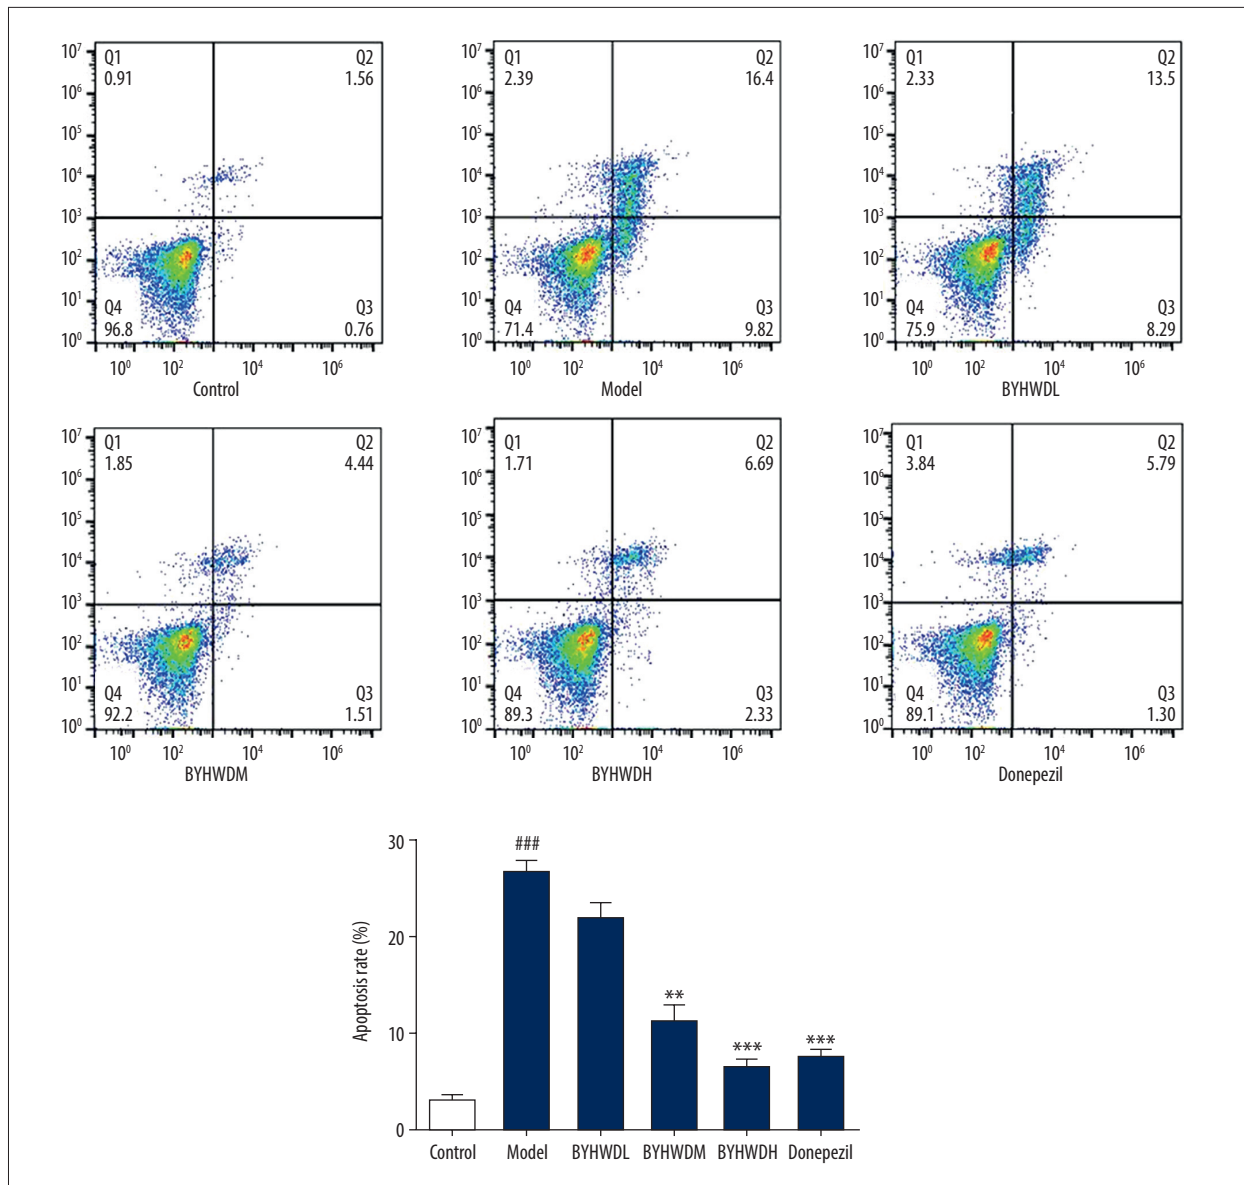 10⁷
Q1
0.91
Q2
1.56
10⁶
10⁵
10⁴
10³
10²
10¹
Q4
96.8
Q3
0.76
10⁰
10⁰ 10² 10⁴ 10⁶
Control
10⁷
Q1
2.39
Q2
16.4
10⁶
10⁵
10⁴
10³
10²
10¹
Q4
71.4
Q3
9.82
10⁰
10⁰ 10² 10⁴ 10⁶
Model
10⁷
Q1
2.33
Q2
13.5
10⁶
10⁵
10⁴
10³
10²
10¹
Q4
75.9
Q3
8.29
10⁰
10⁰ 10² 10⁴ 10⁶
BYHWDL
10⁷
Q1
1.85
Q2
4.44
10⁶
10⁵
10⁴
10³
10²
10¹
Q4
92.2
Q3
1.51
10⁰
10⁰ 10² 10⁴ 10⁶
BYHWDM
10⁷
Q1
1.71
Q2
6.69
10⁶
10⁵
10⁴
10³
10²
10¹
Q4
89.3
Q3
2.33
10⁰
10⁰ 10² 10⁴ 10⁶
BYHWDH
10⁷
Q1
3.84
Q2
5.79
10⁶
10⁵
10⁴
10³
10²
10¹
Q4
89.1
Q3
1.30
10⁰
10⁰ 10² 10⁴ 10⁶
Donepezil
Apoptosis rate (%)
30
20
10
0
###
**
***
***
Control Model BYHWDL BYHWDM BYHWDH Donepezil